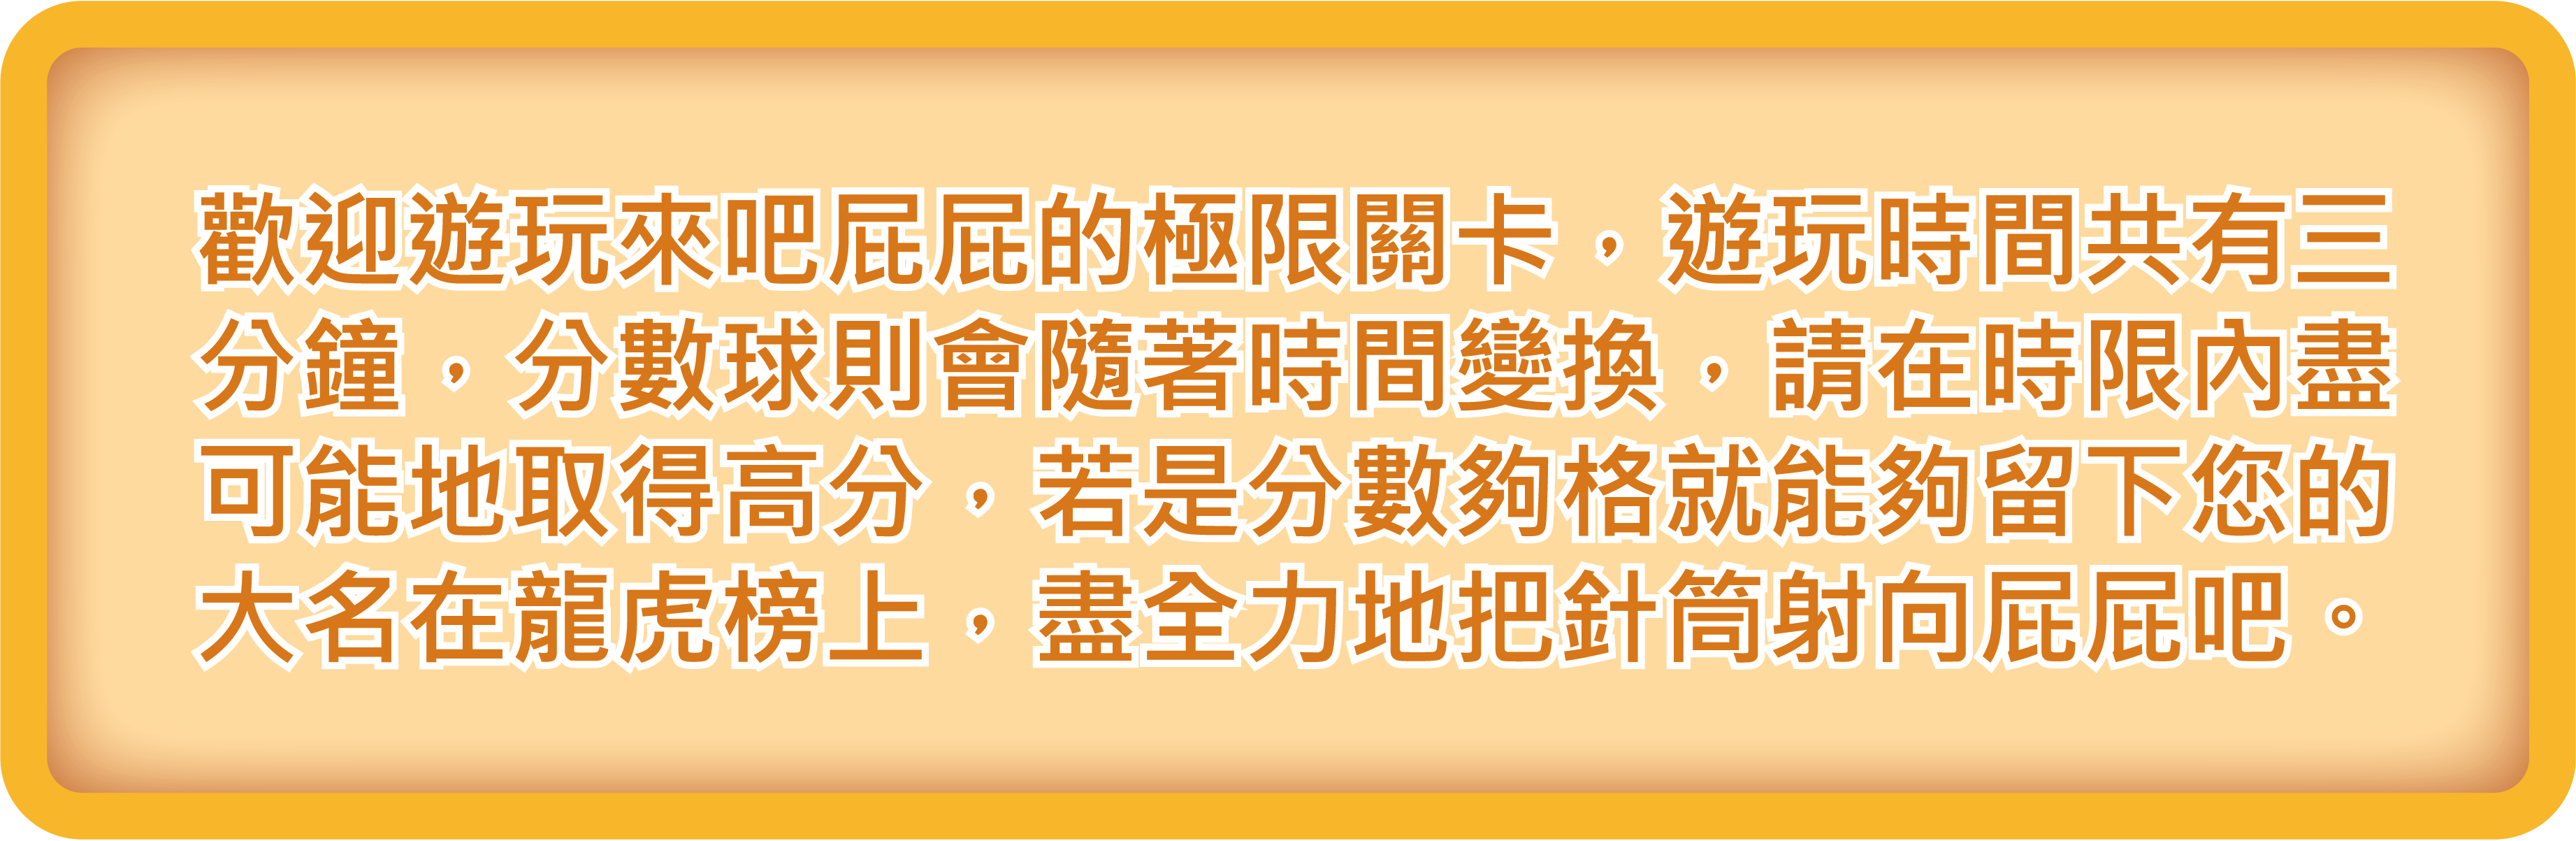 歡迎遊玩來吧屁屁的極限關卡，遊玩時間共有三
分鐘，分數球則會隨著時間變換，請在時限內盡
可能地取得高分，若是分數夠格就能夠留下您的
大名在龍虎榜上，盡全力地把針筒射向屁屁吧。